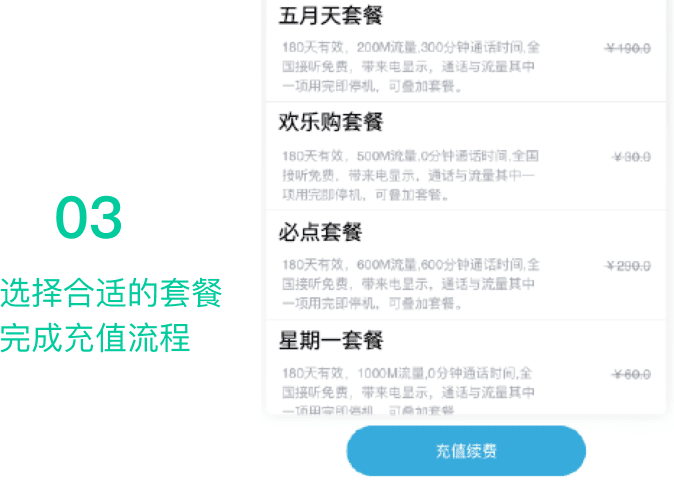 五月天套餐
180天有效，200M流量,300分钟通话时间,全
国接听免费，带来电显示，通话与流量其中
一项用完即停机，可叠加套餐。
￥190.0
欢乐购套餐
180天有效，500M流量,0分钟通话时间,全国
接听免费，带来电显示，通话与流量其中一
项用完即停机，可叠加套餐。
￥30.0
必点套餐
180天有效，600M流量,600分钟通话时间,全
国接听免费，带来电显示，通话与流量其中
一项用完即停机，可叠加套餐。
￥290.0
星期一套餐
180天有效，1000M流量,0分钟通话时间,全
国接听免费，带来电显示，通话与流量其中
一项用完即停机，可叠加套餐
￥60.0
充值续费
03
选择合适的套餐
完成充值流程